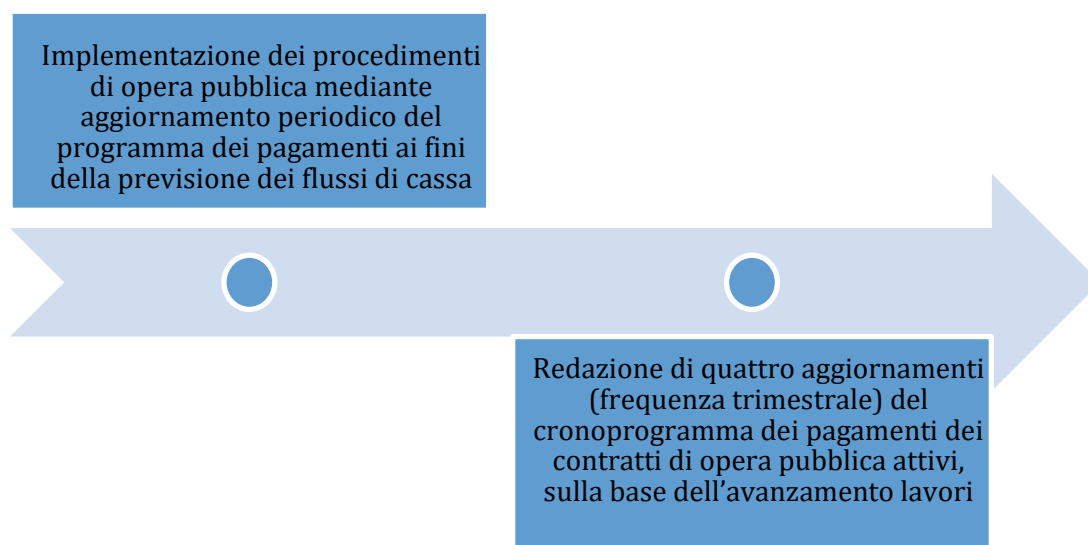 Implementazione dei procedimenti
di opera pubblica mediante
aggiornamento periodico del
programma dei pagamenti ai fini
della previsione dei flussi di cassa
Redazione di quattro aggiornamenti
(frequenza trimestrale) del
cronoprogramma dei pagamenti dei
contratti di opera pubblica attivi,
sulla base dell’avanzamento lavori